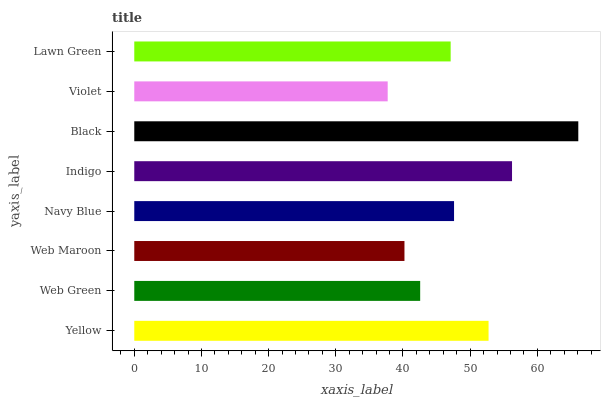 title
Lawn Green
Violet
Black
Indigo
Navy Blue
Web Maroon
Web Green
Yellow
yaxis_label
0 10 20 30 40 50 60
xaxis_label